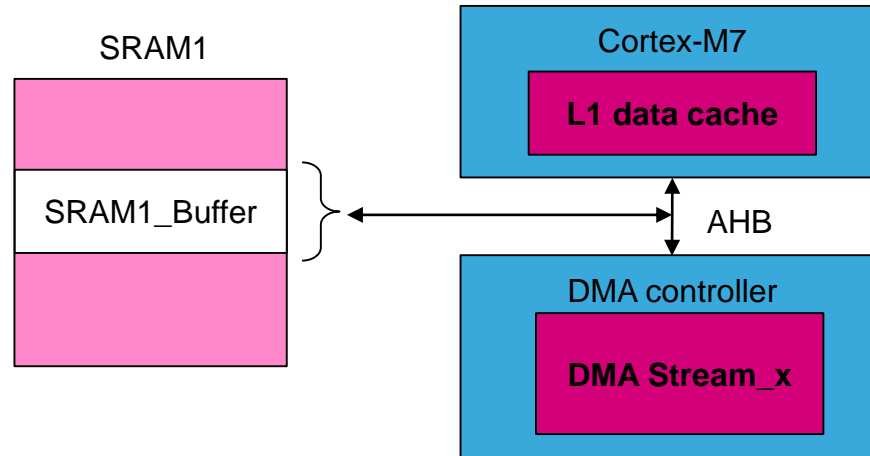 SRAM1
SRAM1_Buffer
Cortex-M7
L1 data cache
AHB
DMA controller
DMA Stream_x